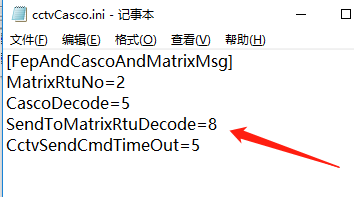 cctvCasco.ini - 记事本
文件(F) 编辑(E) 格式(O) 查看(V) 帮助(H)
[FepAndCascoAndMatrixMsg]
MatrixRtuNo=2
CascoDecode=5
SendToMatrixRtuDecode=8
CctvSendCmdTimeOut=5